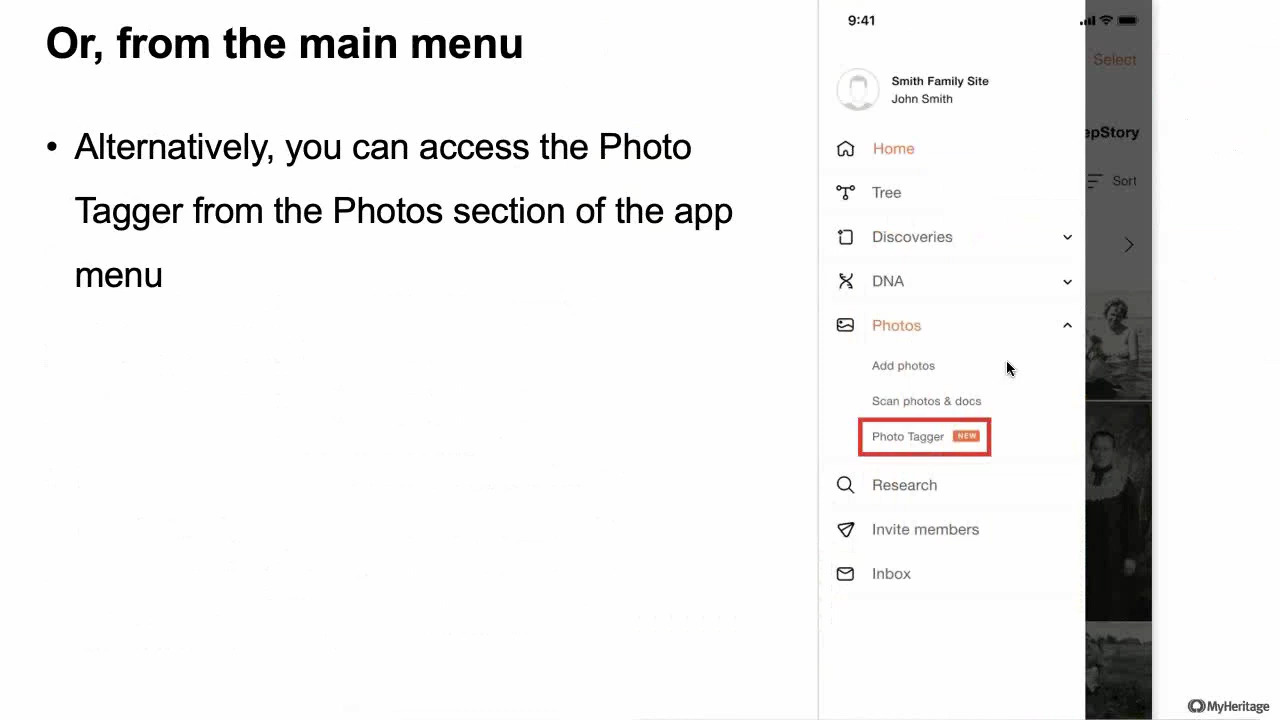 Or, from the main menu
• Alternatively, you can access the Photo
Tagger from the Photos section of the app
menu
9:41
Smith Family Site
John Smith
Home
Tree
Discoveries
DNA
Photos
Add photos
Scan photos & docs
Photo Tagger NEW
Research
Invite members
Inbox
Select
epStory
Sort
MyHeritage